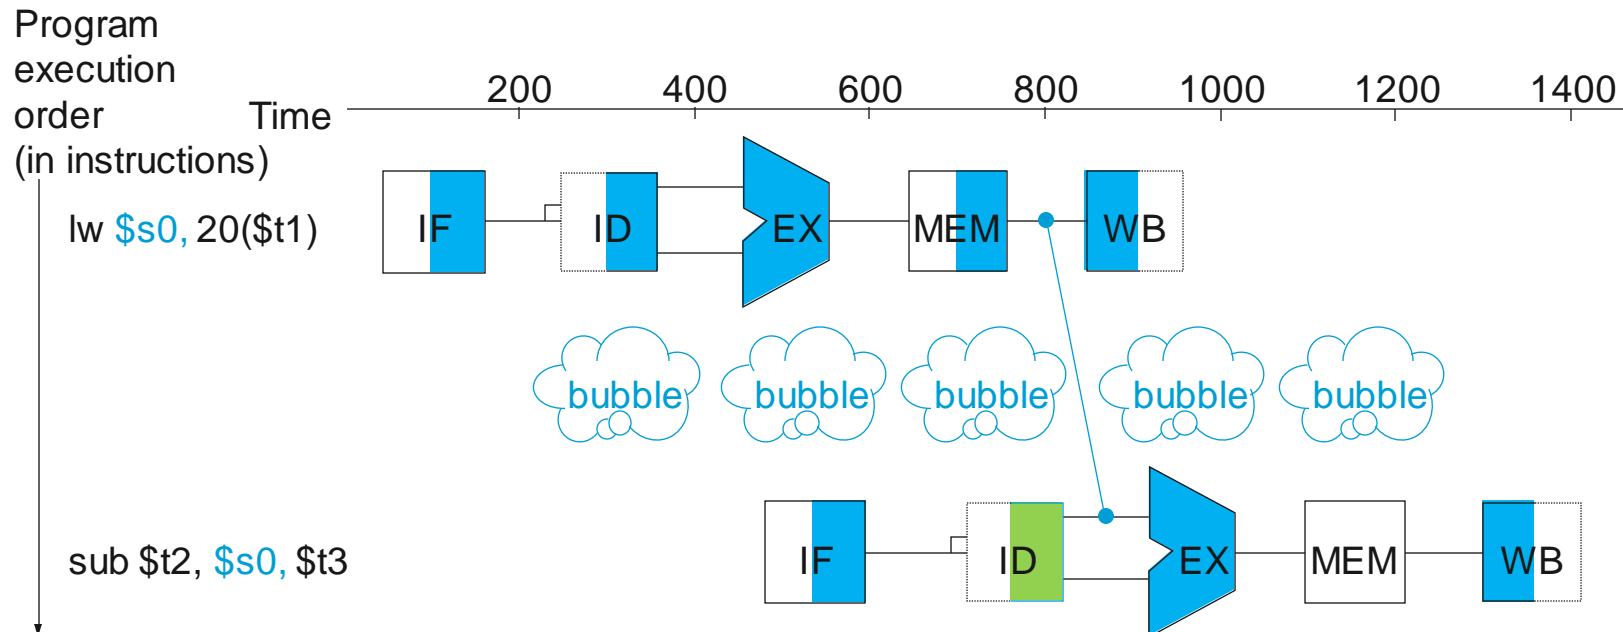 Program
execution
order
(in instructions)
Time
200 400 600 800 1000 1200 1400
lw $s0, 20($t1)
IF ID EX MEM WB
bubble bubble bubble bubble bubble
sub $t2, $s0, $t3
IF ID EX MEM WB